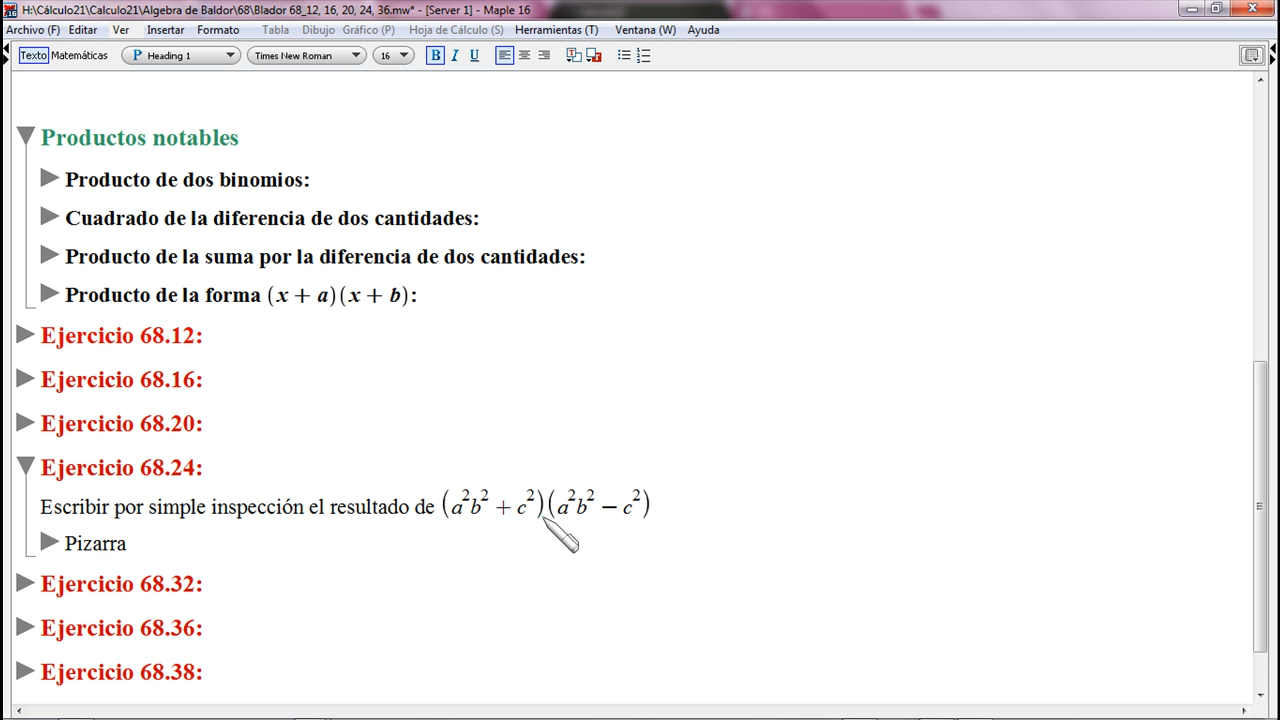 H:\Cálculo21\Calculo21\Algebra de Baldor\68\Blador 68_12, 16, 20, 24, 36.mw* - [Server 1] - Maple 16
Archivo (F) Editar Ver Insertar Formato Tabla Dibujo Gráfico (P) Hoja de Cálculo (S) Herramientas (T) Ventana (W) Ayuda
Texto Matemáticas P Heading 1 Times New Roman 16 B I U
Productos notables
Producto de dos binomios:
Cuadrado de la diferencia de dos cantidades:
Producto de la suma por la diferencia de dos cantidades:
Producto de la forma (x + a)(x + b):
Ejercicio 68.12:
Ejercicio 68.16:
Ejercicio 68.20:
Ejercicio 68.24:
Escribir por simple inspección el resultado de (a²b² + c²)(a²b² − c²)
Pizarra
Ejercicio 68.32:
Ejercicio 68.36:
Ejercicio 68.38: